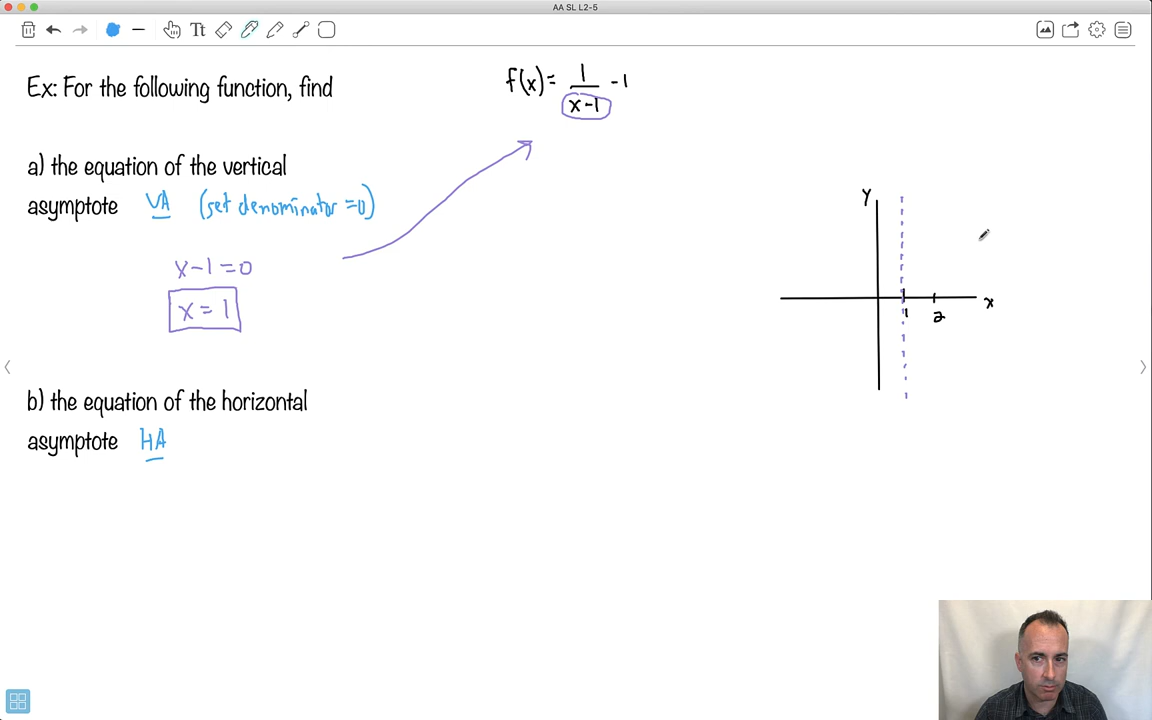 AA SL L2-5
Tt
Ex: For the following function, find
f(x)= 1/(x-1) -1
a) the equation of the vertical
asymptote VA (set denominator =0)
x-1=0
x=1
b) the equation of the horizontal
asymptote HA
y
1 2 x